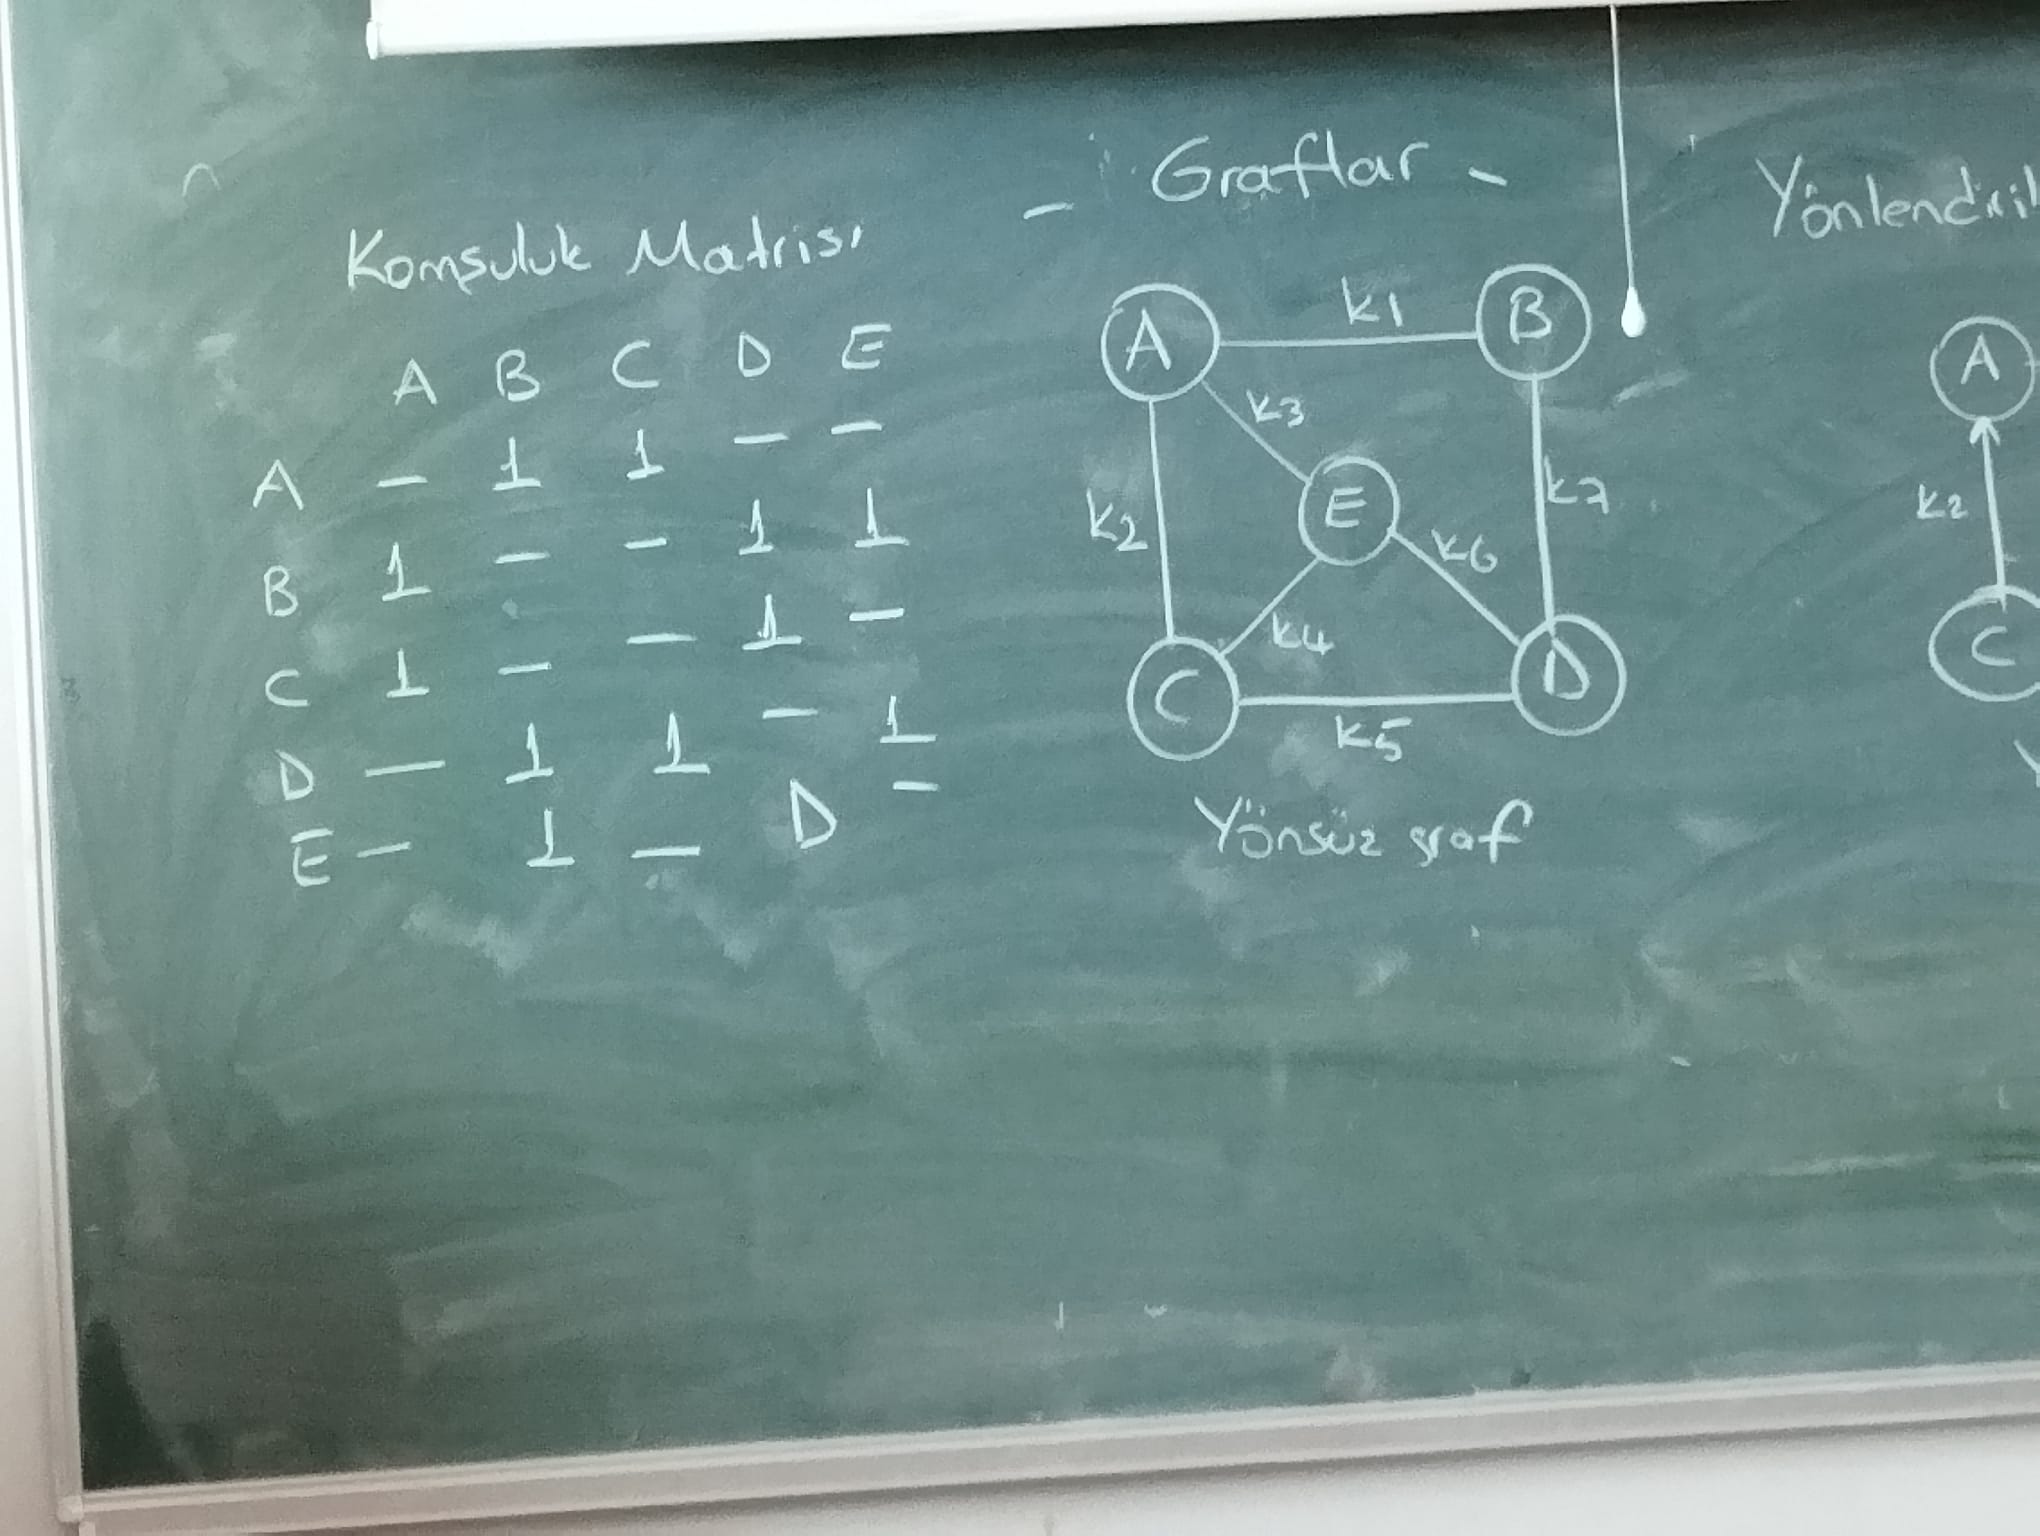 - Graflar -
Komşuluk Matrisi
A B C D E
A - 1 1 - -
B 1 - - 1 1
C 1 - - 1 -
D - 1 1 - 1
E - 1 - D -
A k1 B
k3
k2 E k7
k6
k4
C k5 D
Yönsüz graf
Yönlendiril
A
k2
C